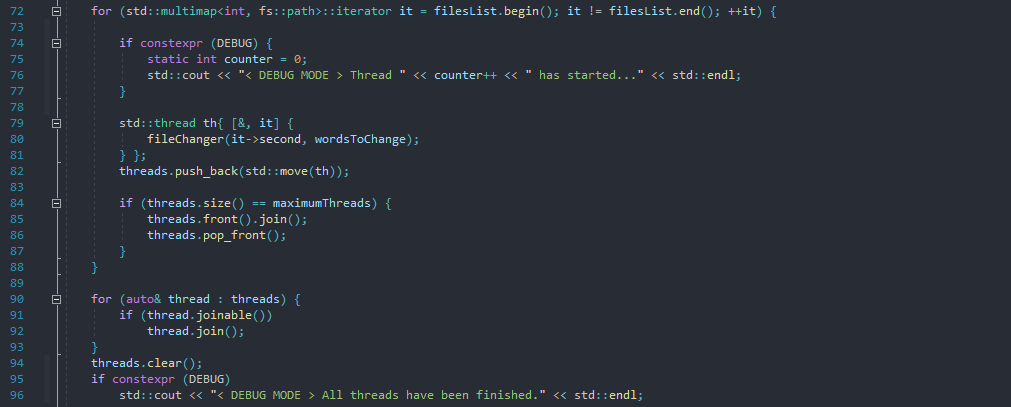 72 for (std::multimap<int, fs::path>::iterator it = filesList.begin(); it != filesList.end(); ++it) {
73
74 if constexpr (DEBUG) {
75 static int counter = 0;
76 std::cout << "< DEBUG MODE > Thread " << counter++ << " has started..." << std::endl;
77 }
78
79 std::thread th{ [&, it] {
80 fileChanger(it->second, wordsToChange);
81 } };
82 threads.push_back(std::move(th));
83
84 if (threads.size() == maximumThreads) {
85 threads.front().join();
86 threads.pop_front();
87 }
88 }
89
90 for (auto& thread : threads) {
91 if (thread.joinable())
92 thread.join();
93 }
94 threads.clear();
95 if constexpr (DEBUG)
96 std::cout << "< DEBUG MODE > All threads have been finished." << std::endl;